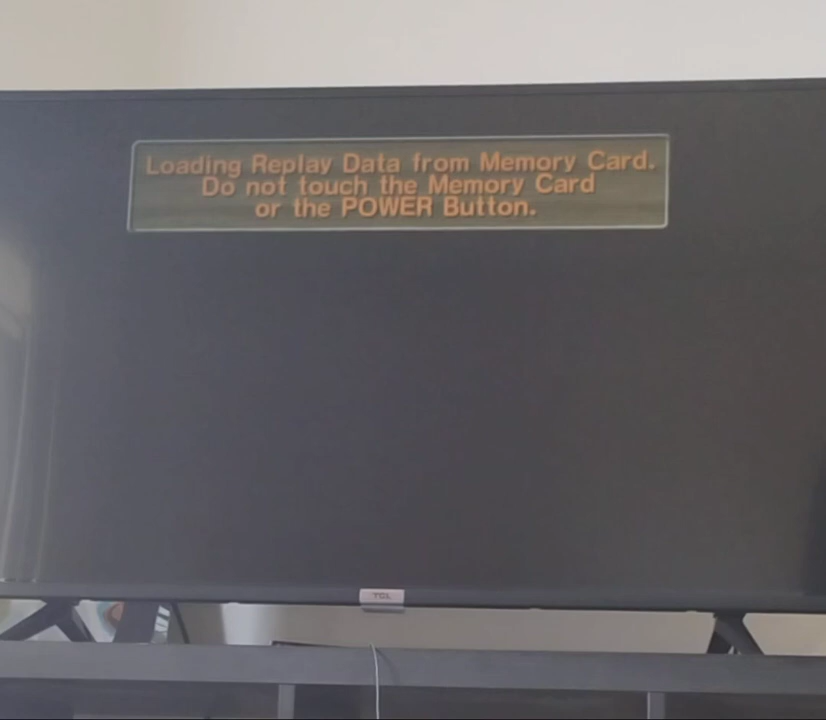 Loading Replay Data from Memory Card.
Do not touch the Memory Card
or the POWER Button.
TCL